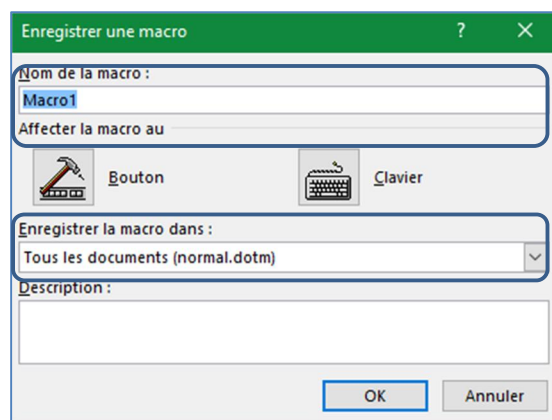 Enregistrer une macro ? ×
Nom de la macro :
Macro1
Affecter la macro au
Bouton Clavier
Enregistrer la macro dans :
Tous les documents (normal.dotm)
Description :
OK Annuler